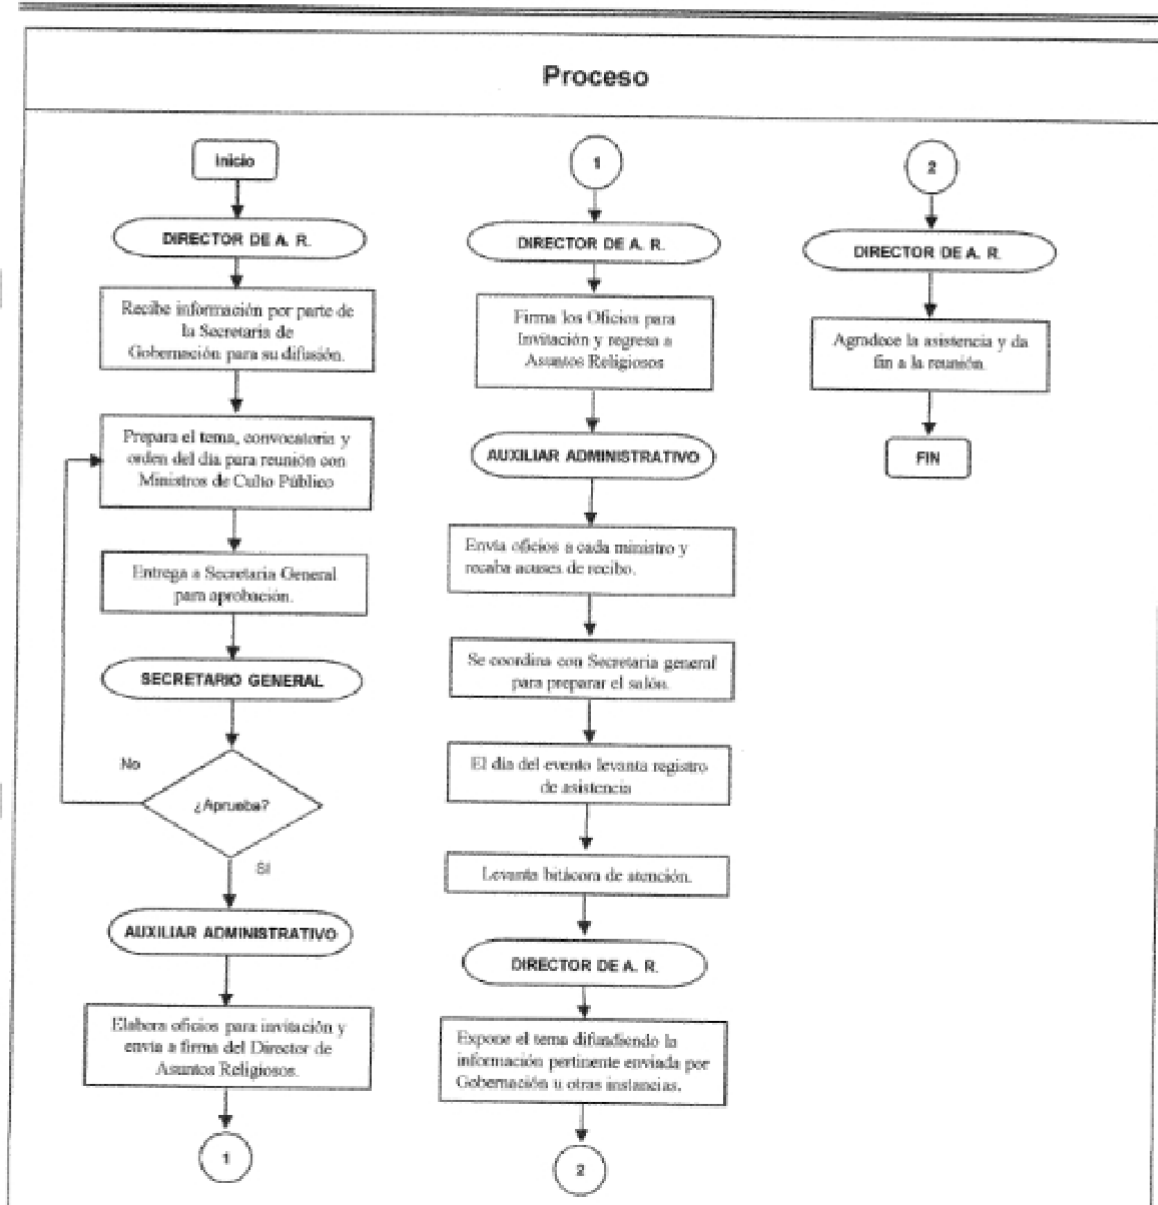 Proceso
Inicio
DIRECTOR DE A. R.
Recibe información por parte de
la Secretaria de
Gobernación para su difusión.
Prepara el tema, convocatoria y
orden del día para reunión con
Ministros de Culto Público
Entrega a Secretaria General
para aprobación.
SECRETARIO GENERAL
No
¿Aprueba?
SI
AUXILIAR ADMINISTRATIVO
Elabora oficios para invitación y
envía a firma del Director de
Asuntos Religiosos.
1
1
DIRECTOR DE A. R.
Firma los Oficios para
Invitación y regresa a
Asuntos Religiosos
AUXILIAR ADMINISTRATIVO
Envía oficios a cada ministro y
recaba acuses de recibo.
Se coordina con Secretaria general
para preparar el salón.
El día del evento levanta registro
de asistencia
Levanta bitácora de atención.
DIRECTOR DE A. R.
Expone el tema difundiendo la
información pertinente enviada por
Gobernación u otras instancias.
2
2
DIRECTOR DE A. R.
Agradece la asistencia y da
fin a la reunión.
FIN